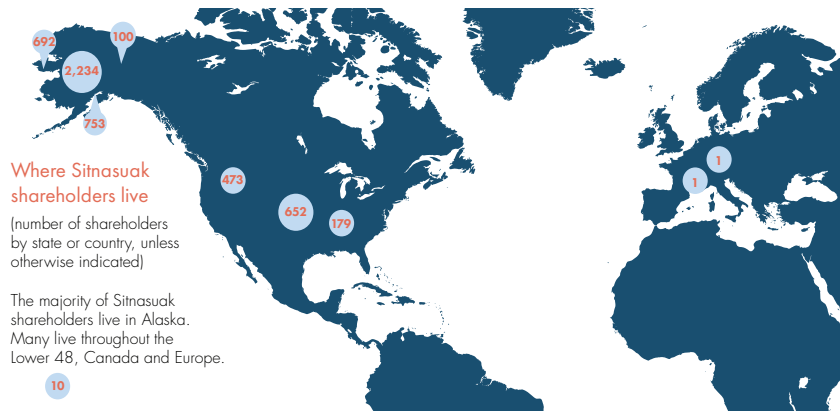 692
100
2,234
753
Where Sitnasuak
shareholders live
(number of shareholders
by state or country, unless
otherwise indicated)
The majority of Sitnasuak
shareholders live in Alaska.
Many live throughout the
Lower 48, Canada and Europe.
10
473
652
179
1
1